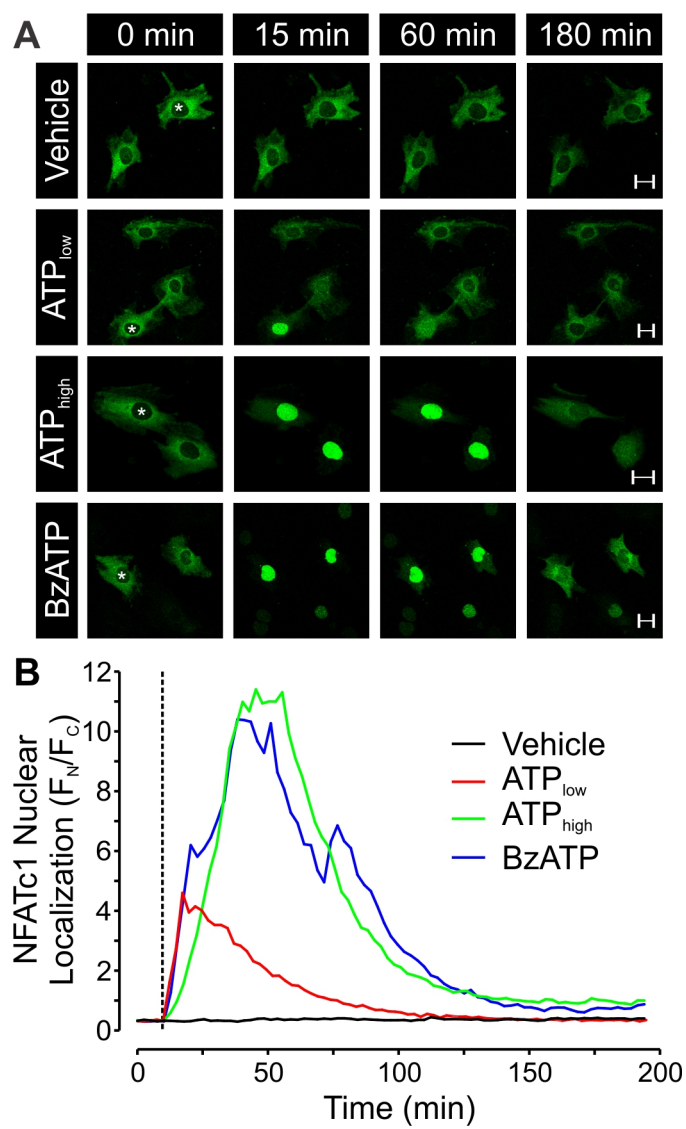 A
0 min 15 min 60 min 180 min
Vehicle
*
ATPlow
*
ATPhigh
*
BzATP
*
B
12
10
8
6
4
2
0
NFATc1 Nuclear
Localization (FN/FC)
Vehicle
ATPlow
ATPhigh
BzATP
0 50 100 150 200
Time (min)